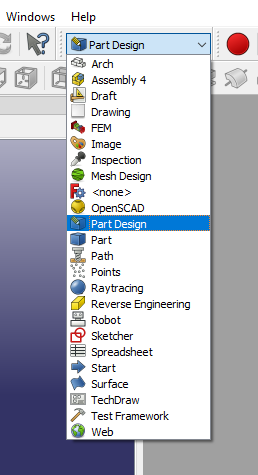 Windows Help
Part Design
Arch
Assembly 4
Draft
Drawing
FEM
Image
Inspection
Mesh Design
<none>
OpenSCAD
Part Design
Part
Path
Points
Raytracing
Reverse Engineering
Robot
Sketcher
Spreadsheet
Start
Surface
TechDraw
Test Framework
Web